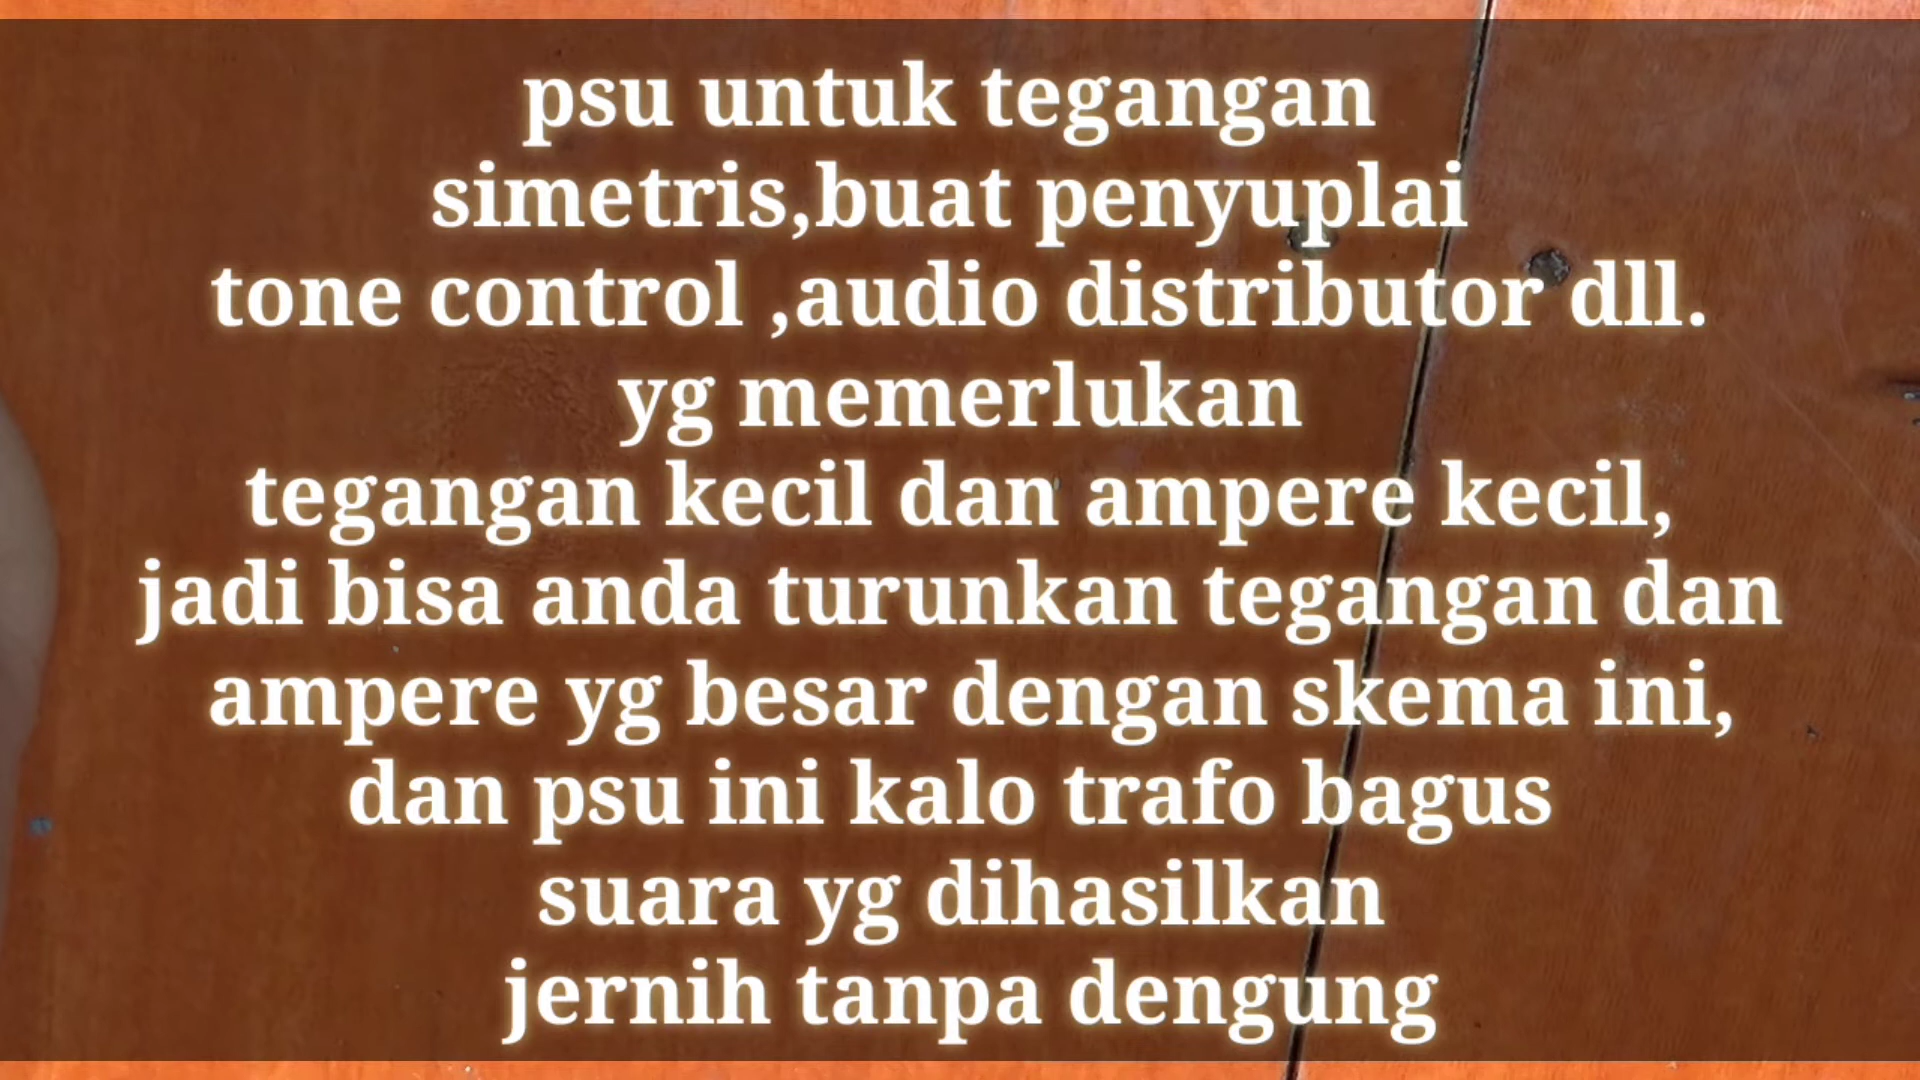 psu untuk tegangan
simetris,buat penyuplai
tone control ,audio distributor dll.
yg memerlukan
tegangan kecil dan ampere kecil,
jadi bisa anda turunkan tegangan dan
ampere yg besar dengan skema ini,
dan psu ini kalo trafo bagus
suara yg dihasilkan
jernih tanpa dengung